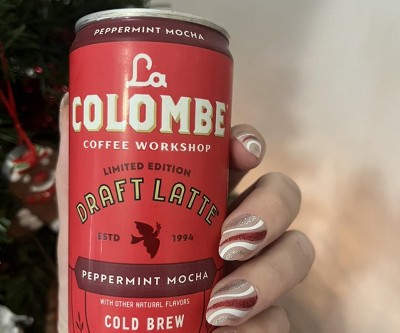 PEPPERMINT MOCHA
La
COLOMBE
COFFEE WORKSHOP
LIMITED EDITION
DRAFT LATTE
ESTD 1994
PEPPERMINT MOCHA
WITH OTHER NATURAL FLAVORS
COLD BREW